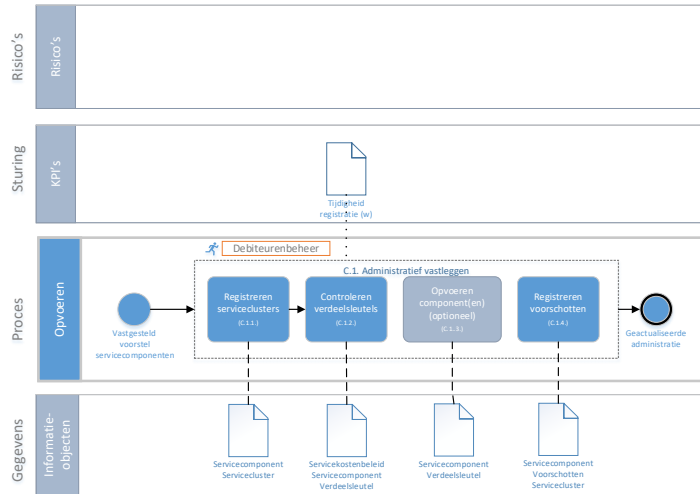 Risico's
Risico's
Sturing
KPI's
Tijdigheid
registratie (w)
Proces
Opvoeren
Debiteurenbeheer
C.1. Administratief vastleggen
Vastgesteld
voorstel
servicecomponenten
Registreren
serviceclusters
(C.1.1.)
Controleren
verdeelsleutels
(C.1.2.)
Opvoeren
component(en)
(optioneel)
(C.1.3.)
Registreren
voorschotten
(C.1.4.)
Geactualiseerde
administratie
Gegevens
Informatie-
objecten
Servicecomponent
Servicecluster
Servicekostenbeleid
Servicecomponent
Verdeelsleutel
Servicecomponent
Verdeelsleutel
Servicecomponent
Voorschotten
Servicecluster